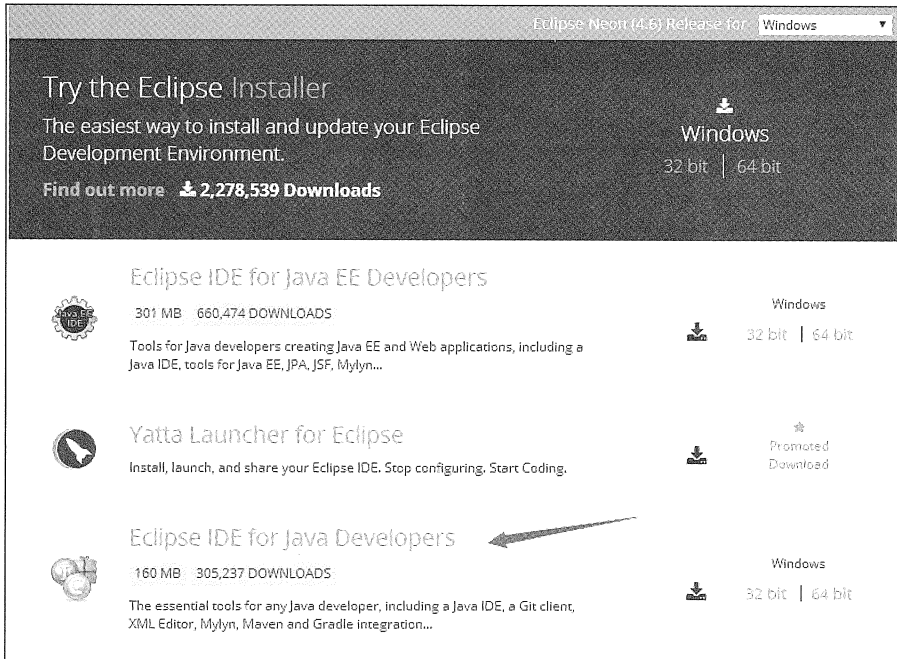 Eclipse Neon (4.6) Release for Windows
Try the Eclipse Installer
The easiest way to install and update your Eclipse
Development Environment.
Find out more 2,278,539 Downloads
Windows
32 bit | 64 bit
Eclipse IDE for Java EE Developers
301 MB 660,474 DOWNLOADS
Tools for Java developers creating Java EE and Web applications, including a
Java IDE, tools for Java EE, JPA, JSF, Mylyn...
Java EE
IDE
Windows
32 bit | 64 bit
Yatta Launcher for Eclipse
Install, launch, and share your Eclipse IDE. Stop configuring. Start Coding.
Promoted
Download
Eclipse IDE for Java Developers
160 MB 305,237 DOWNLOADS
The essential tools for any Java developer, including a Java IDE, a Git client,
XML Editor, Mylyn, Maven and Gradle integration...
Windows
32 bit | 64 bit